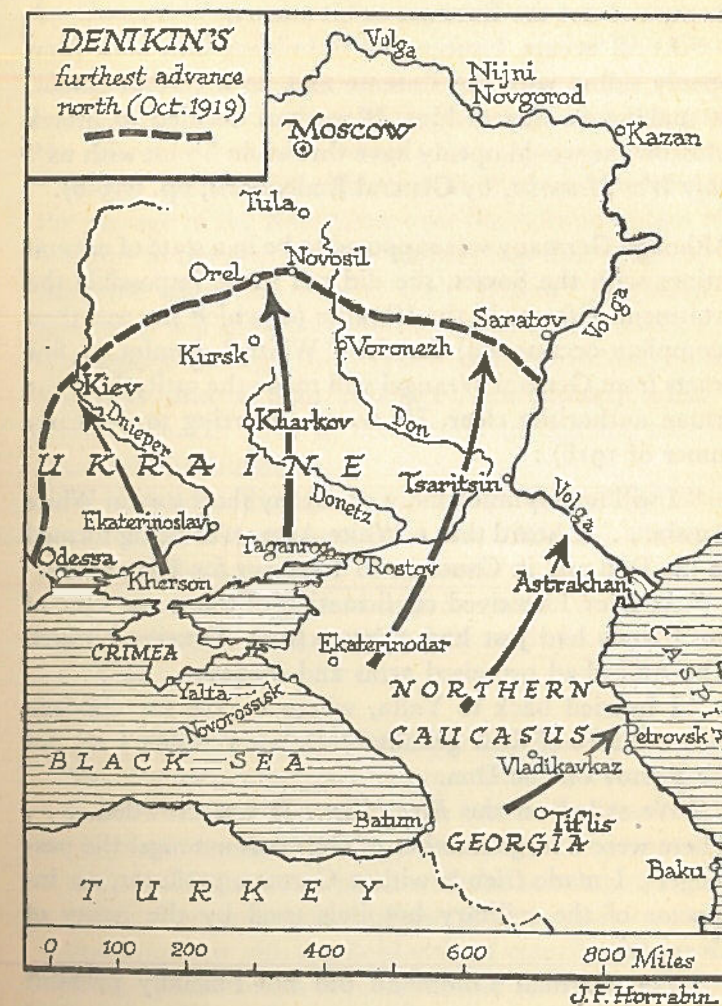 DENIKIN'S
furthest advance
north (Oct. 1919)
Volga
Nijni
Novgorod
Moscow
Kazan
Tula
Orel
Novosil
Volga
Saratov
Kursk
Voronezh
Kiev
Dnieper
Kharkov
Don
UKRAINE
Tsaritsin
Donetz
Volga
Ekaterinoslav
Odessa
Taganrog
Rostov
Kherson
Astrakhan
CRIMEA
Ekaterinodar
CASPI
Yalta
NORTHERN
Novorossisk
CAUCASUS
Petrovsk
BLACK SEA
Vladikavkaz
Batum
Tiflis
GEORGIA
Baku
TURKEY
0 100 200 400 600 800 Miles
J.F. Horrabin